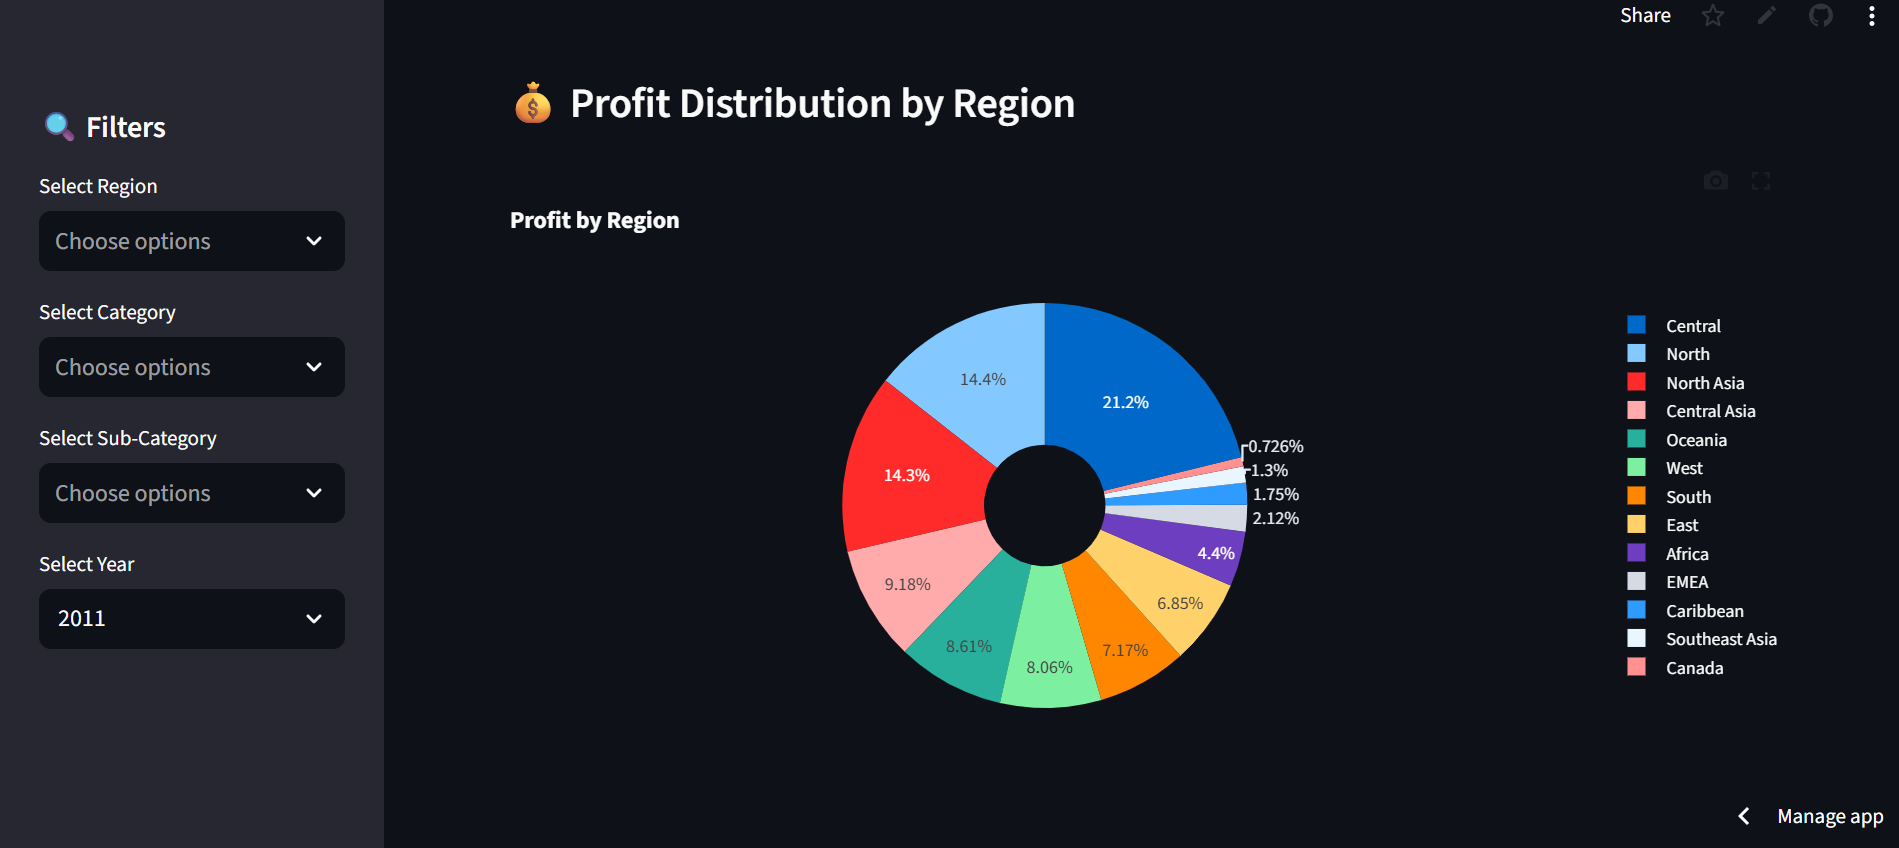 Share
🔍 Filters
Select Region
Choose options
Select Category
Choose options
Select Sub-Category
Choose options
Select Year
2011
💰 Profit Distribution by Region
Profit by Region
14.4%
21.2%
0.726%
1.3%
14.3%
1.75%
2.12%
4.4%
9.18%
6.85%
8.61%
7.17%
8.06%
Central
North
North Asia
Central Asia
Oceania
West
South
East
Africa
EMEA
Caribbean
Southeast Asia
Canada
Manage app